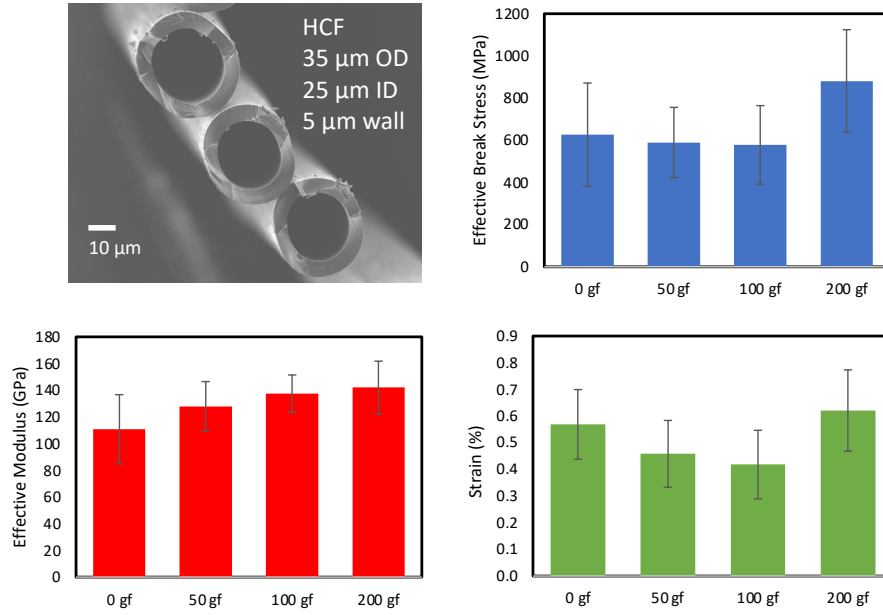 HCF
35 μm OD
25 μm ID
5 μm wall
10 μm
Effective Break Stress (MPa)
1200
1000
800
600
400
200
0
0 gf 50 gf 100 gf 200 gf
Effective Modulus (GPa)
180
160
140
120
100
80
60
40
20
0
0 gf 50 gf 100 gf 200 gf
Strain (%)
0.9
0.8
0.7
0.6
0.5
0.4
0.3
0.2
0.1
0.0
0 gf 50 gf 100 gf 200 gf